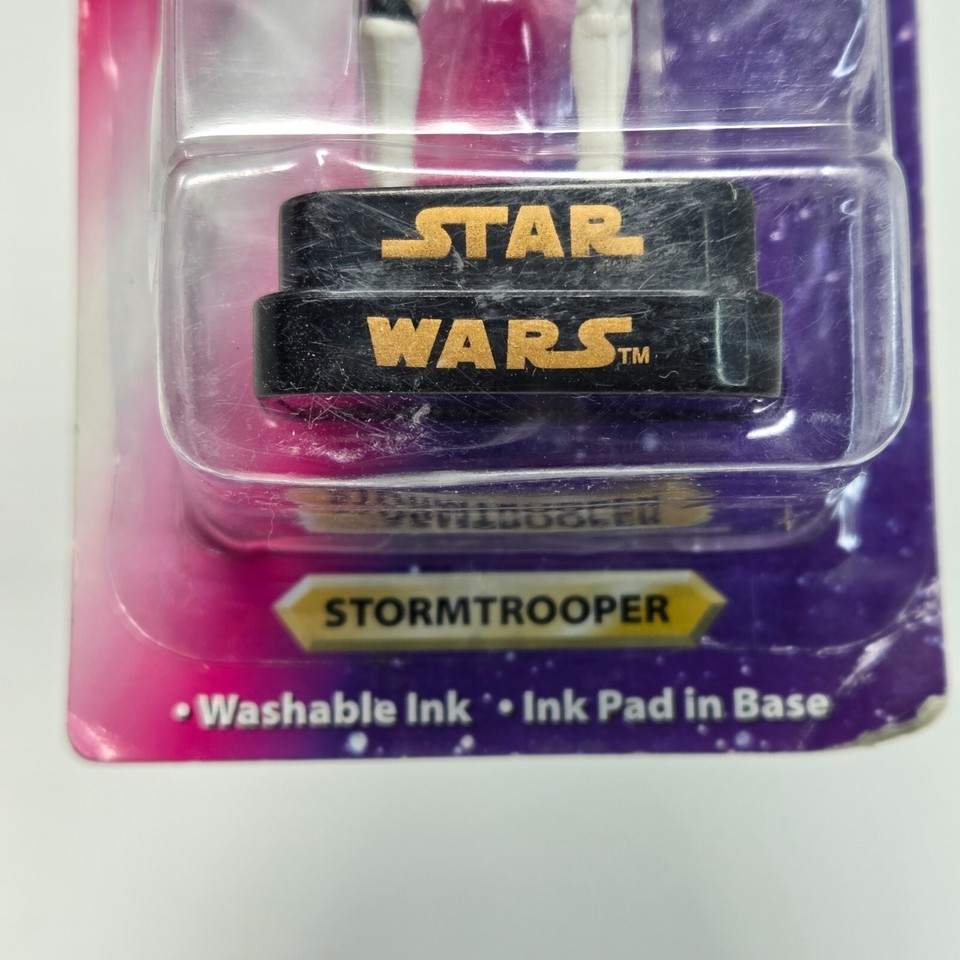 STAR
WARS™
STORMTROOPER
• Washable Ink • Ink Pad in Base